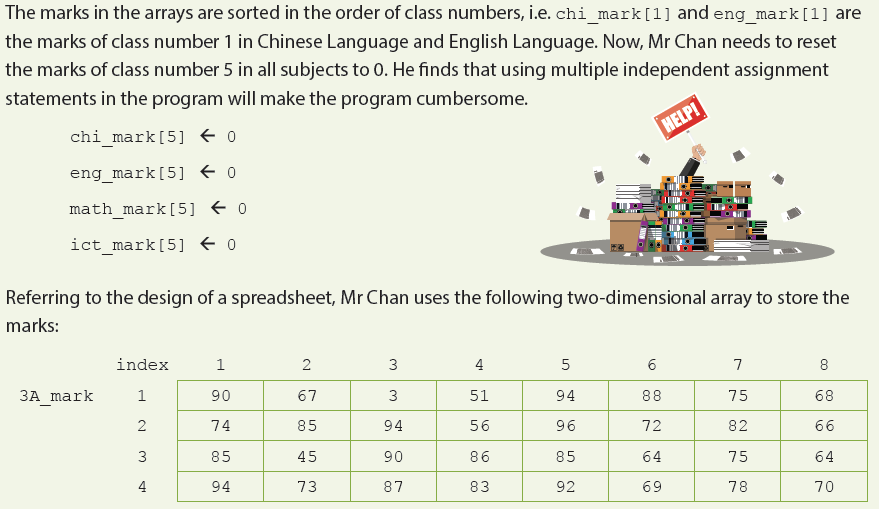 The marks in the arrays are sorted in the order of class numbers, i.e. chi_mark[1] and eng_mark[1] are
the marks of class number 1 in Chinese Language and English Language. Now, Mr Chan needs to reset
the marks of class number 5 in all subjects to 0. He finds that using multiple independent assignment
statements in the program will make the program cumbersome.
HELP!
chi_mark[5] ← 0
eng_mark[5] ← 0
math_mark[5] ← 0
ict_mark[5] ← 0
Referring to the design of a spreadsheet, Mr Chan uses the following two-dimensional array to store the
marks:
index 1 2 3 4 5 6 7 8
3A_mark 1 90 67 3 51 94 88 75 68
2 74 85 94 56 96 72 82 66
3 85 45 90 86 85 64 75 64
4 94 73 87 83 92 69 78 70